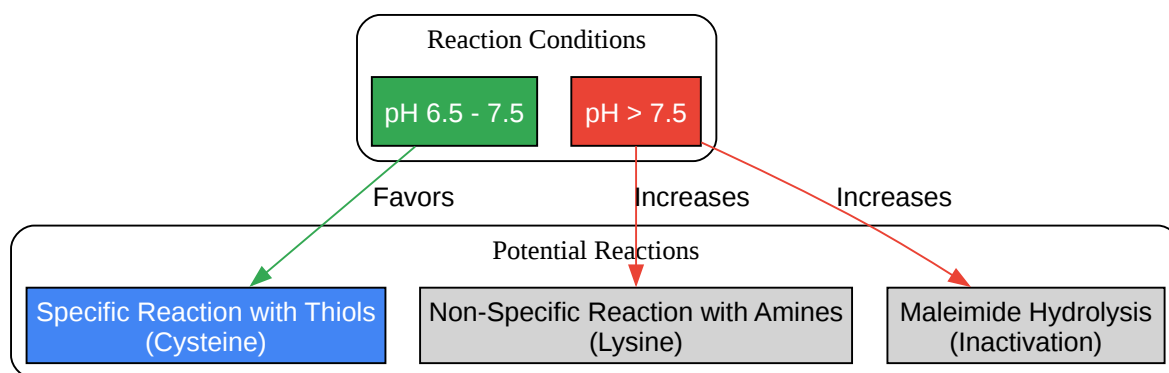 Reaction Conditions
pH 6.5 - 7.5
pH > 7.5
Favors
Increases
Increases
Potential Reactions
Specific Reaction with Thiols
(Cysteine)
Non-Specific Reaction with Amines
(Lysine)
Maleimide Hydrolysis
(Inactivation)